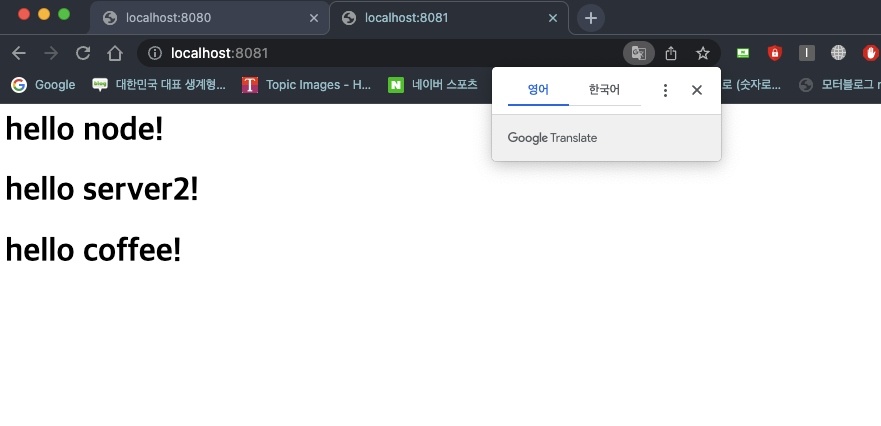 localhost:8080
localhost:8081
localhost:8081
Google
대한민국 대표 생계형...
Topic Images - H...
네이버 스포츠
로 (숫자로...
모터블로그
영어
한국어
Google Translate
hello node!
hello server2!
hello coffee!